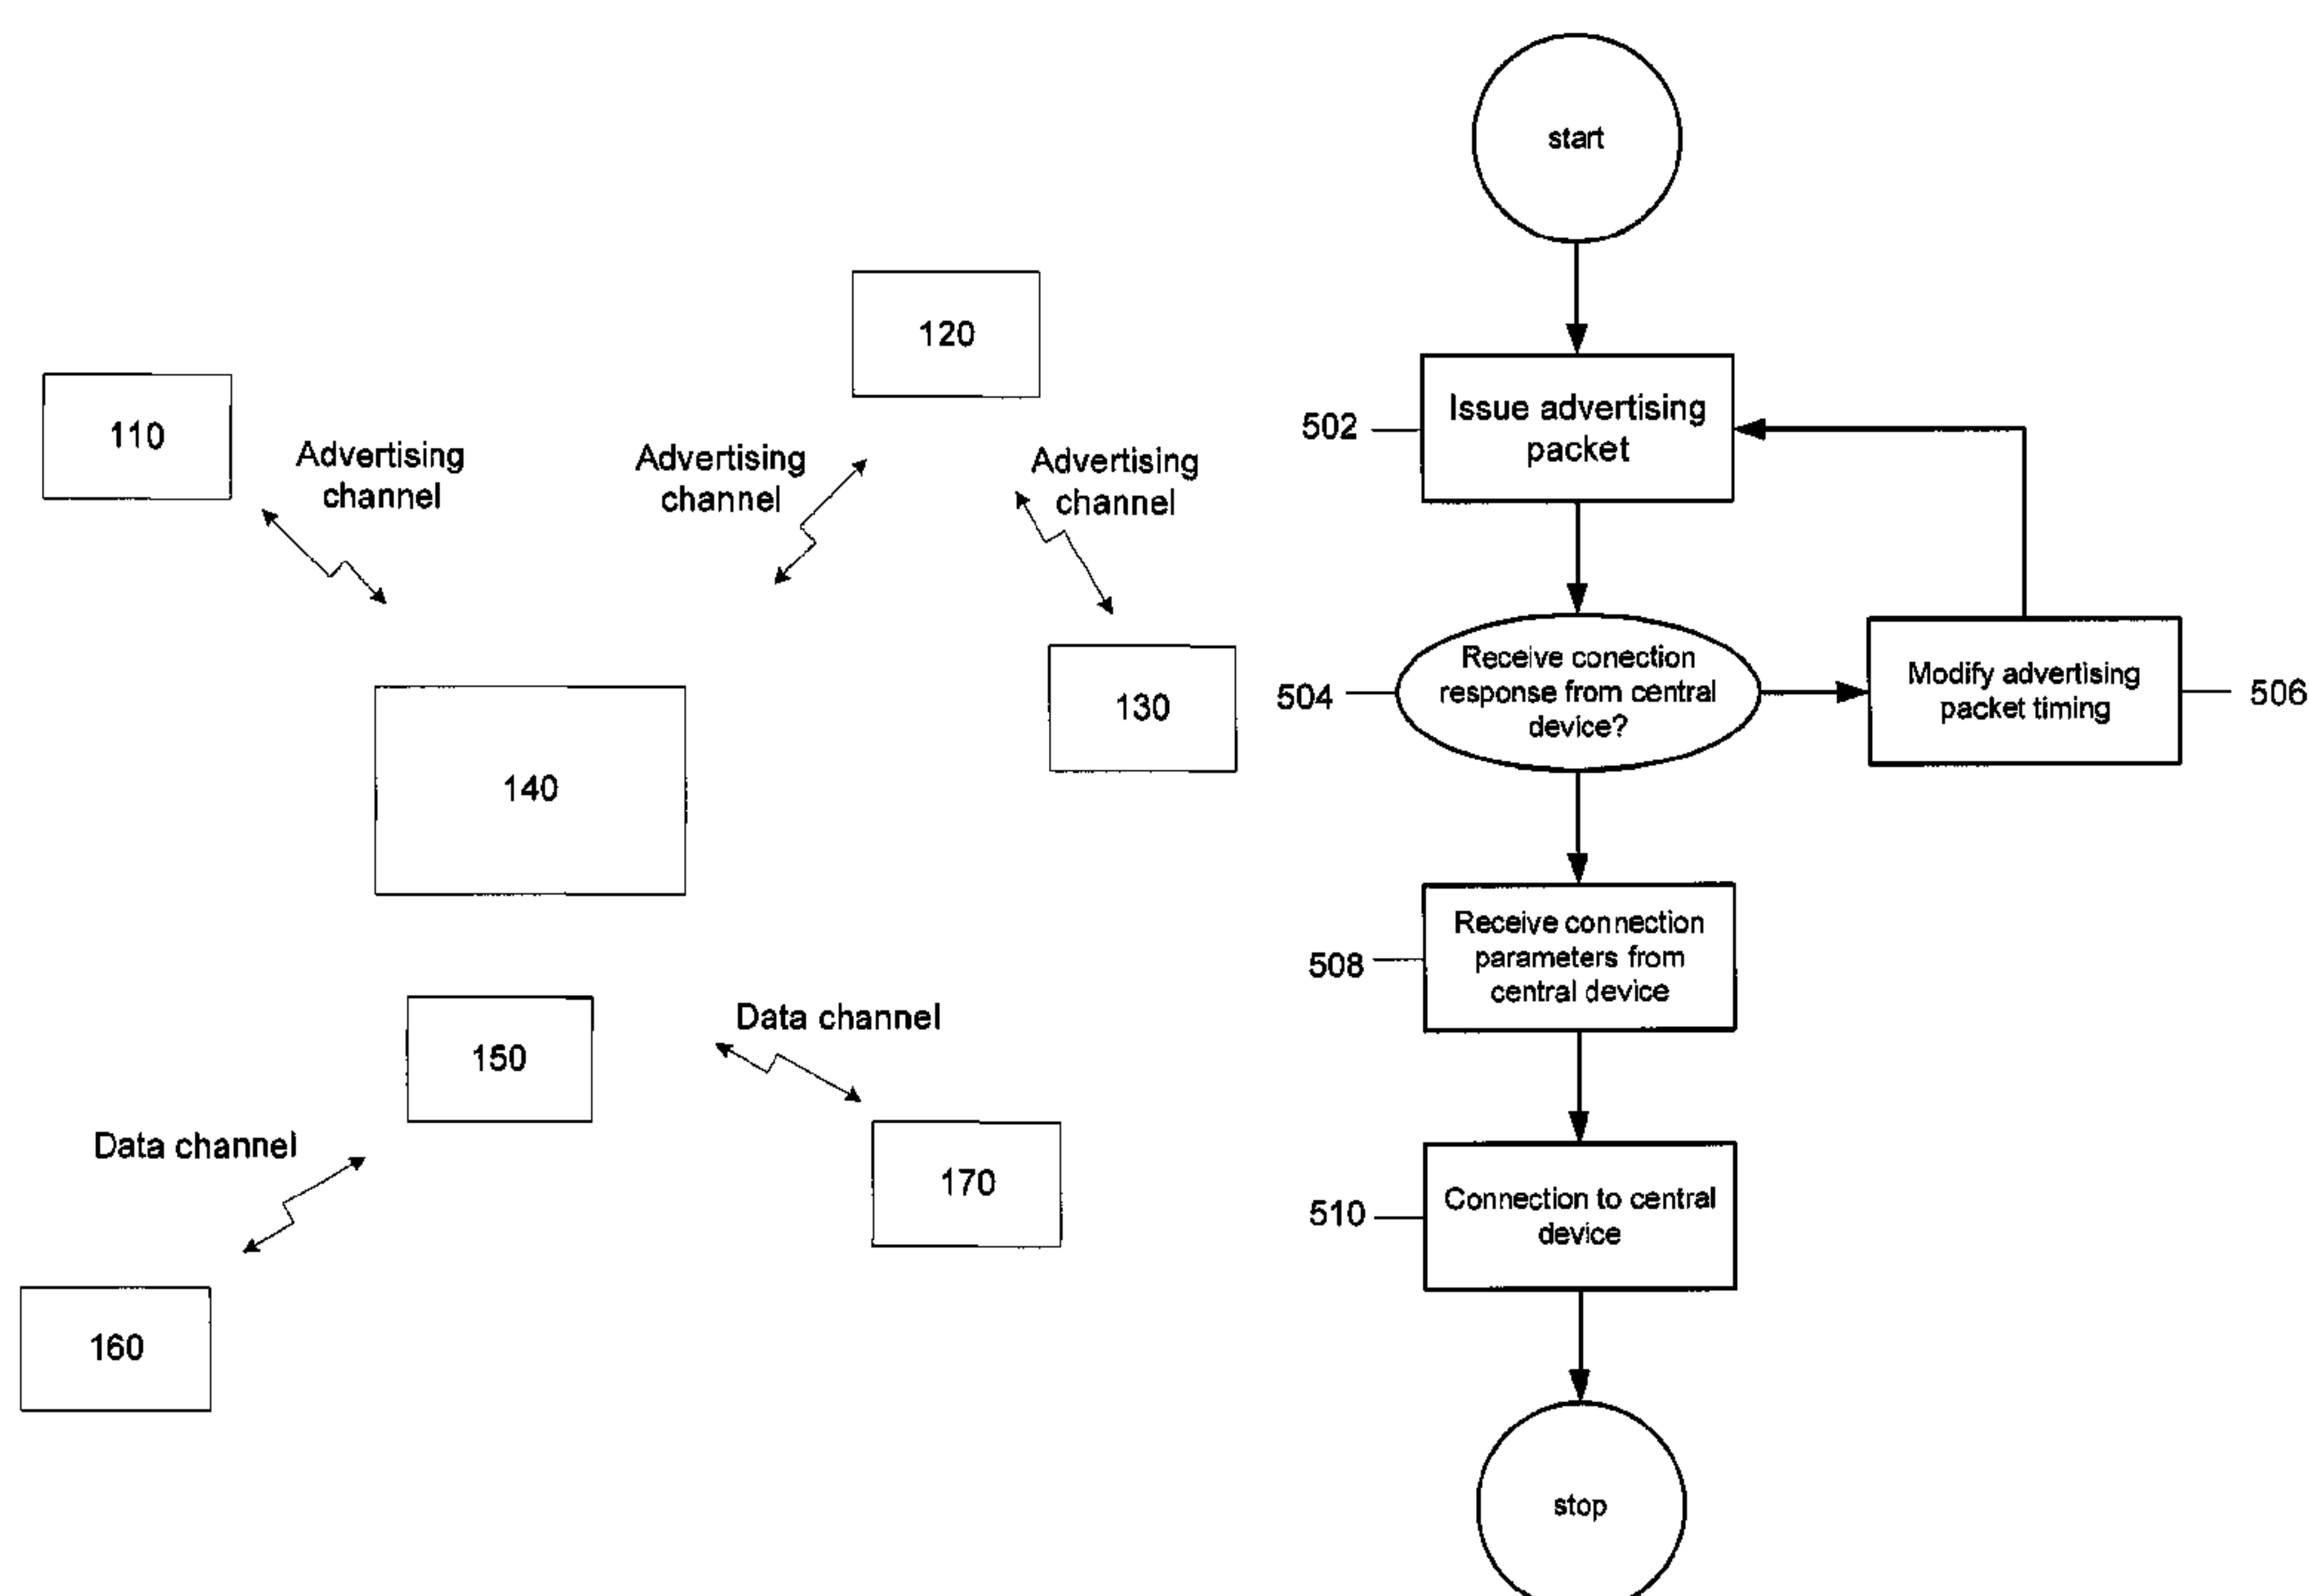 120
110
Advertising
channel
Advertising
channel
Advertising
channel
130
140
150
Data channel
Data channel
170
160
start
502
Issue advertising
packet
504
Receive conection
response from central
device?
Modify advertising
packet timing
506
508
Receive connection
parameters from
central device
510
Connection to central
device
stop